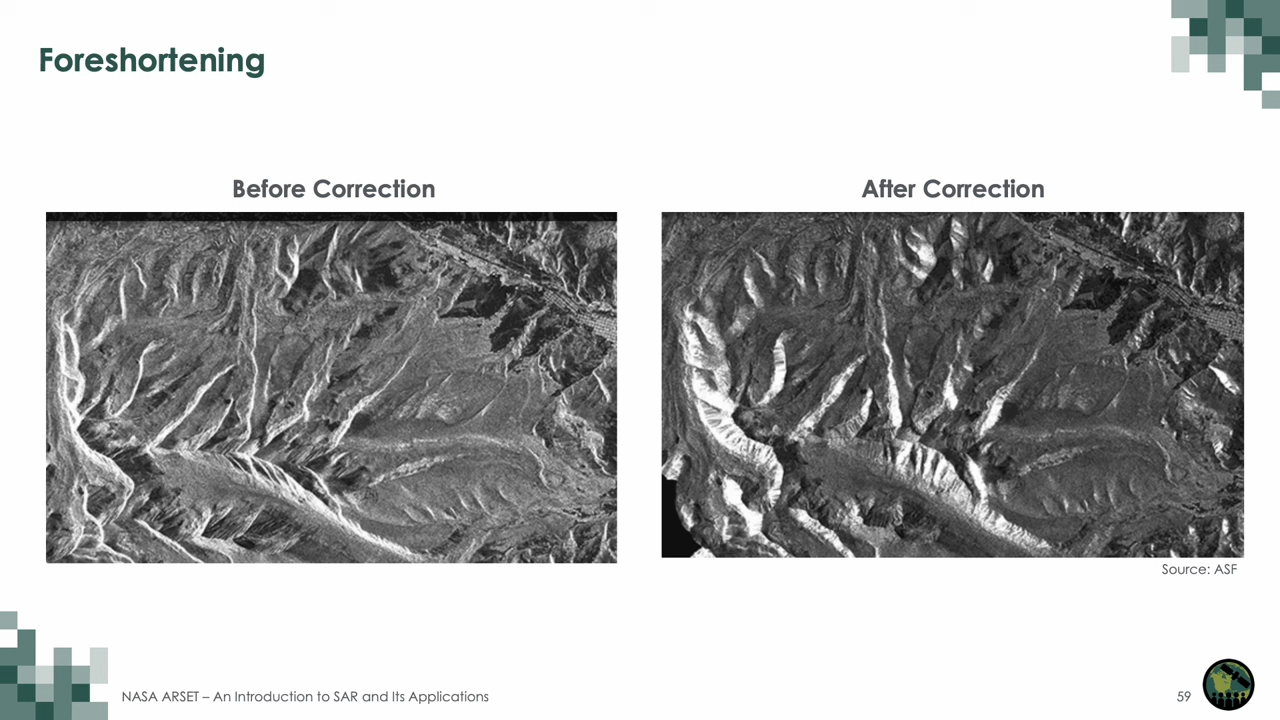 Foreshortening
Before Correction
After Correction
Source: ASF
NASA ARSET – An Introduction to SAR and Its Applications
59